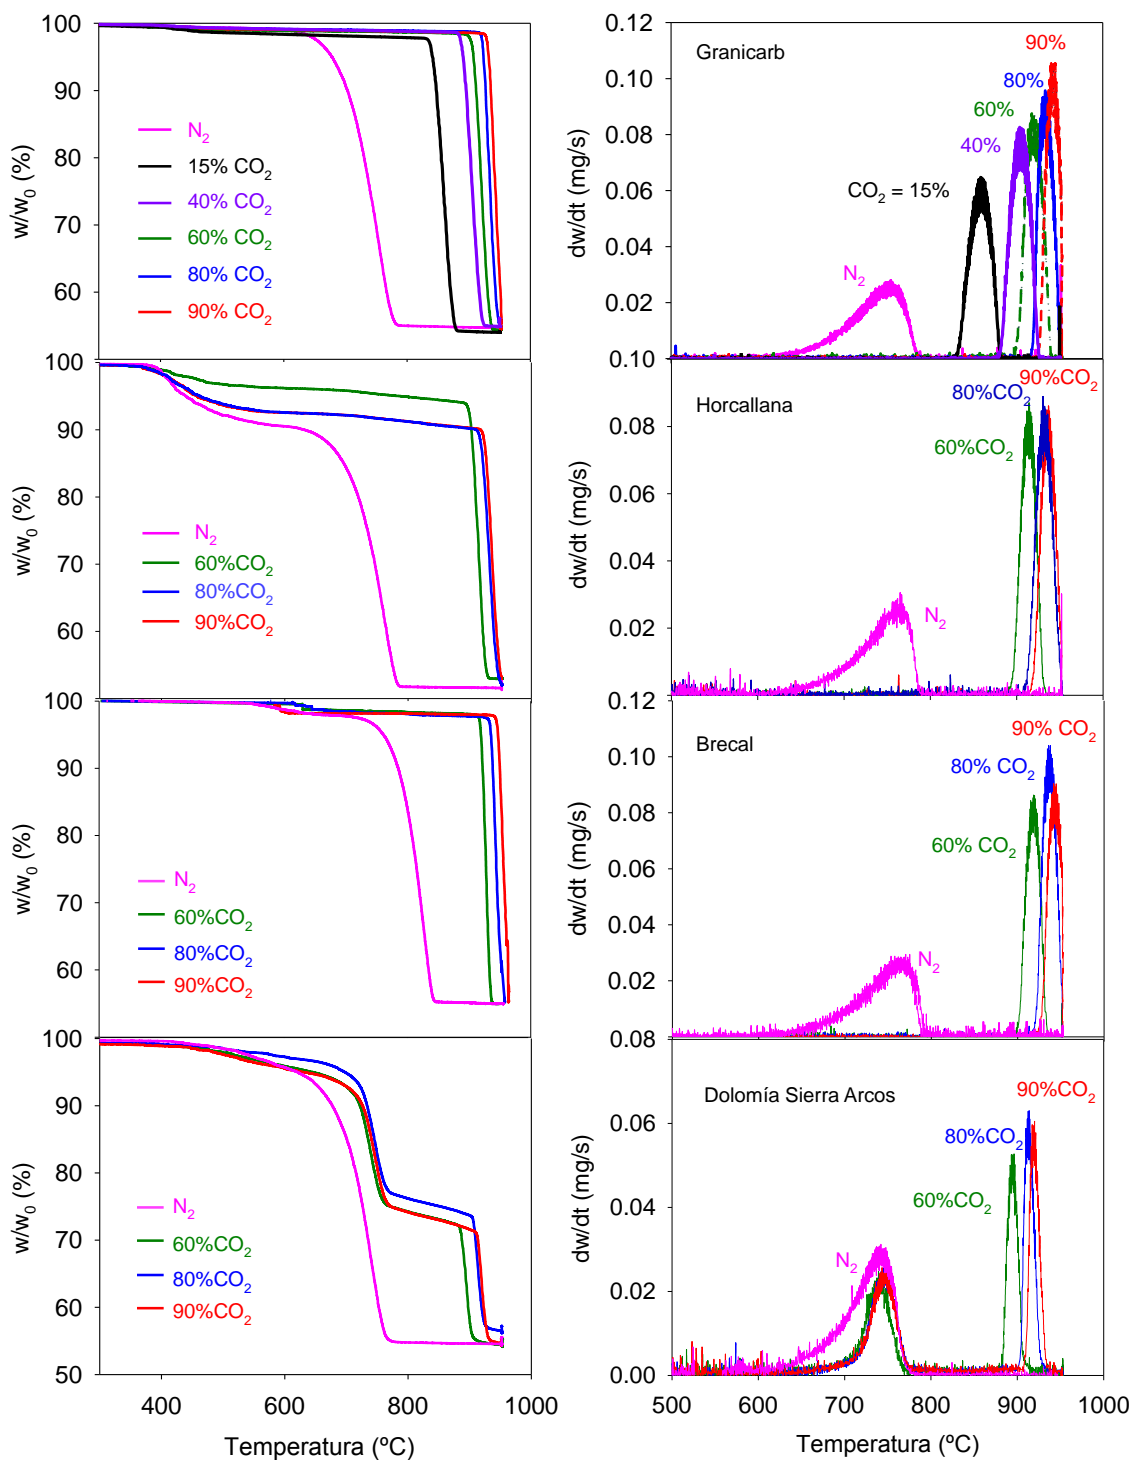 100
90
80
70
60
w/w0 (%)
N2
15% CO2
40% CO2
60% CO2
80% CO2
90% CO2
0.12
0.10
0.08
0.06
0.04
0.02
dw/dt (mg/s)
Granicarb
90%
80%
60%
40%
CO2 = 15%
N2
100
90
80
70
60
w/w0 (%)
N2
60%CO2
80%CO2
90%CO2
0.10
0.08
0.06
0.04
0.02
dw/dt (mg/s)
Horcallana
90%CO2
80%CO2
60%CO2
N2
100
90
80
70
60
w/w0 (%)
N2
60%CO2
80%CO2
90%CO2
0.12
0.10
0.08
0.06
0.04
0.02
dw/dt (mg/s)
Brecal
90% CO2
80% CO2
60% CO2
N2
100
90
80
70
60
50
w/w0 (%)
N2
60%CO2
80%CO2
90%CO2
400 600 800 1000
Temperatura (ºC)
0.08
0.06
0.04
0.02
0.00
dw/dt (mg/s)
Dolomía Sierra Arcos
90%CO2
80%CO2
60%CO2
N2
500 600 700 800 900 1000
Temperatura (ºC)